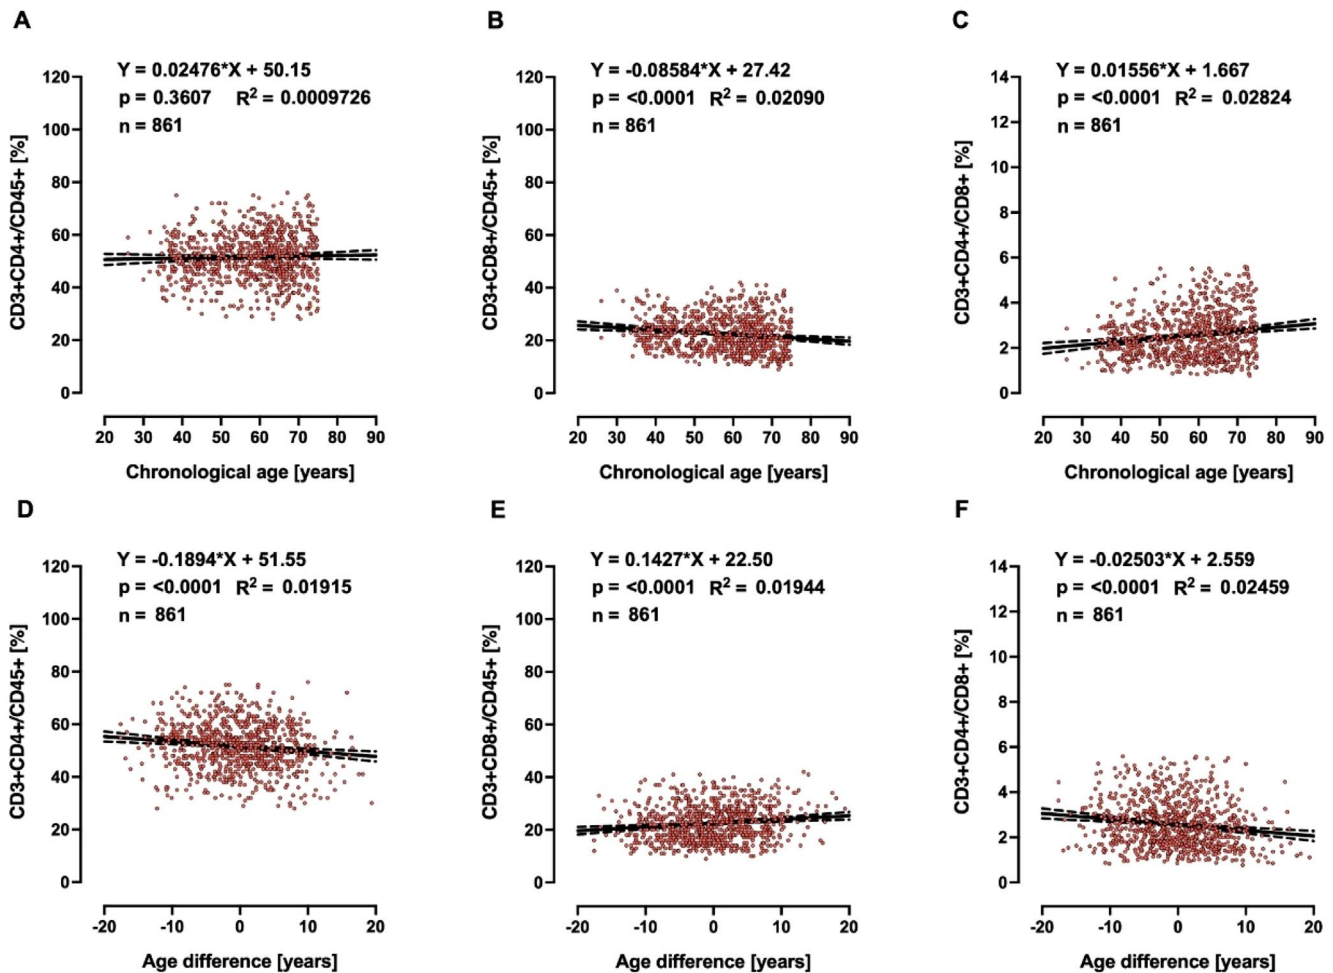 A
Y = 0.02476*X + 50.15
p = 0.3607 R² = 0.0009726
n = 861
CD3+CD4+/CD45+ [%]
120
100
80
60
40
20
0
20 30 40 50 60 70 80 90
Chronological age [years]
B
Y = -0.08584*X + 27.42
p = <0.0001 R² = 0.02090
n = 861
CD3+CD8+/CD45+ [%]
120
100
80
60
40
20
0
20 30 40 50 60 70 80 90
Chronological age [years]
C
Y = 0.01556*X + 1.667
p = <0.0001 R² = 0.02824
n = 861
CD3+CD4+/CD8+ [%]
14
12
10
8
6
4
2
0
20 30 40 50 60 70 80 90
Chronological age [years]
D
Y = -0.1894*X + 51.55
p = <0.0001 R² = 0.01915
n = 861
CD3+CD4+/CD45+ [%]
120
100
80
60
40
20
0
-20 -10 0 10 20
Age difference [years]
E
Y = 0.1427*X + 22.50
p = <0.0001 R² = 0.01944
n = 861
CD3+CD8+/CD45+ [%]
120
100
80
60
40
20
0
-20 -10 0 10 20
Age difference [years]
F
Y = -0.02503*X + 2.559
p = <0.0001 R² = 0.02459
n = 861
CD3+CD4+/CD8+ [%]
14
12
10
8
6
4
2
0
-20 -10 0 10 20
Age difference [years]